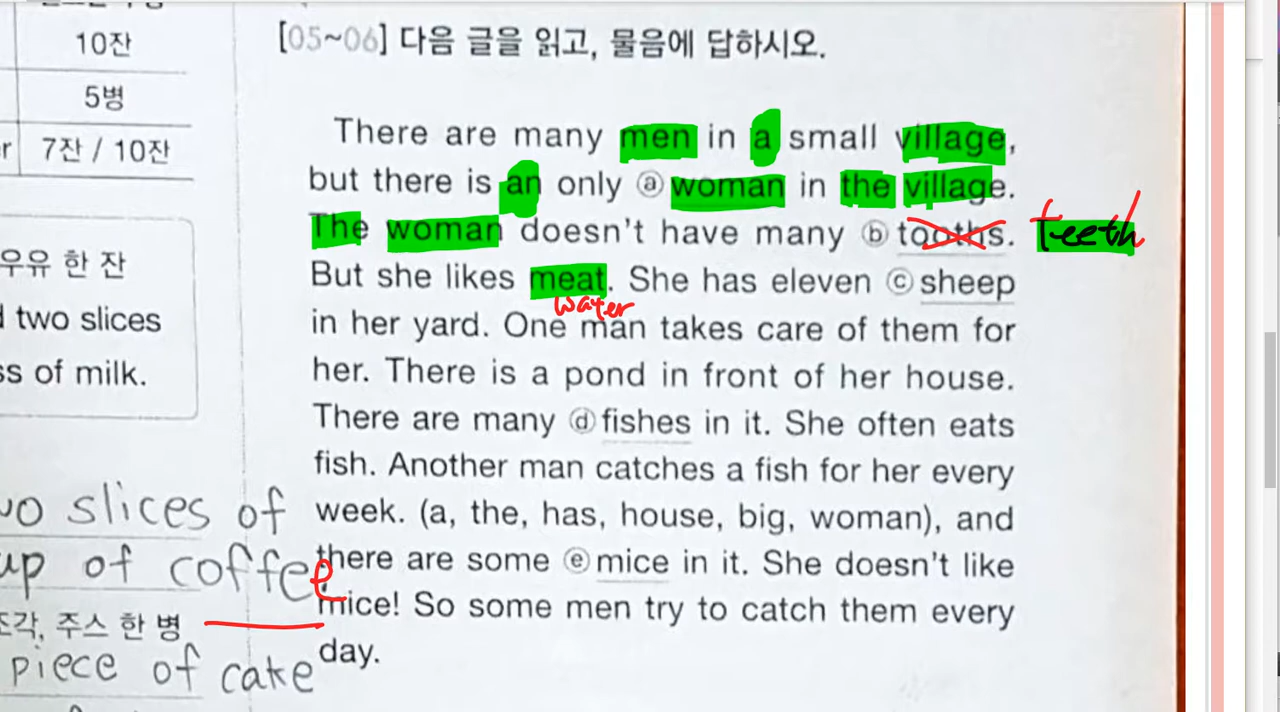 10잔
5병
r 7잔 / 10잔
우유 한 잔
two slices
ss of milk.
wo slices of
up of coffee
조각, 주스 한 병
piece of cake
[05~06] 다음 글을 읽고, 물음에 답하시오.
There are many men in a small village,
but there is an only ⓐ woman in the village.
The woman doesn't have many ⓑ tooths. Teeth
But she likes meat. She has eleven ⓒ sheep
water
in her yard. One man takes care of them for
her. There is a pond in front of her house.
There are many ⓓ fishes in it. She often eats
fish. Another man catches a fish for her every
week. (a, the, has, house, big, woman), and
there are some ⓔ mice in it. She doesn't like
mice! So some men try to catch them every
day.